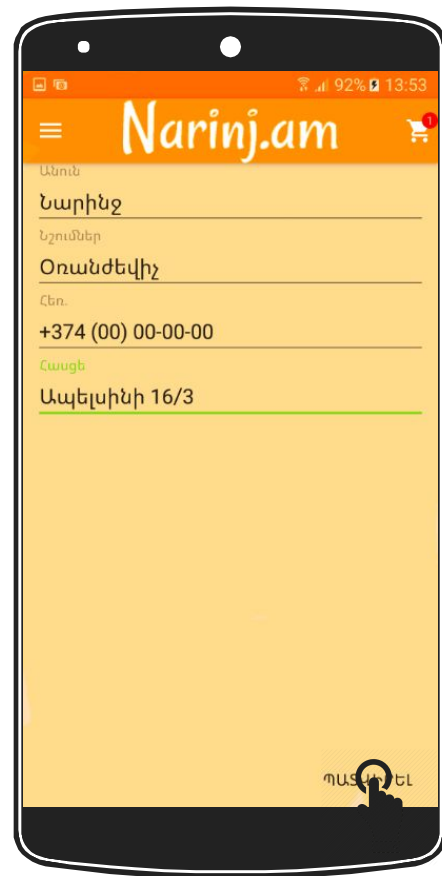 92% 13:53
Narinj.am
1
Անուն
Նարինջ
Նշումներ
Օռանժեվիչ
Հեռ.
+374 (00) 00-00-00
Հասցե
Ապելսինի 16/3